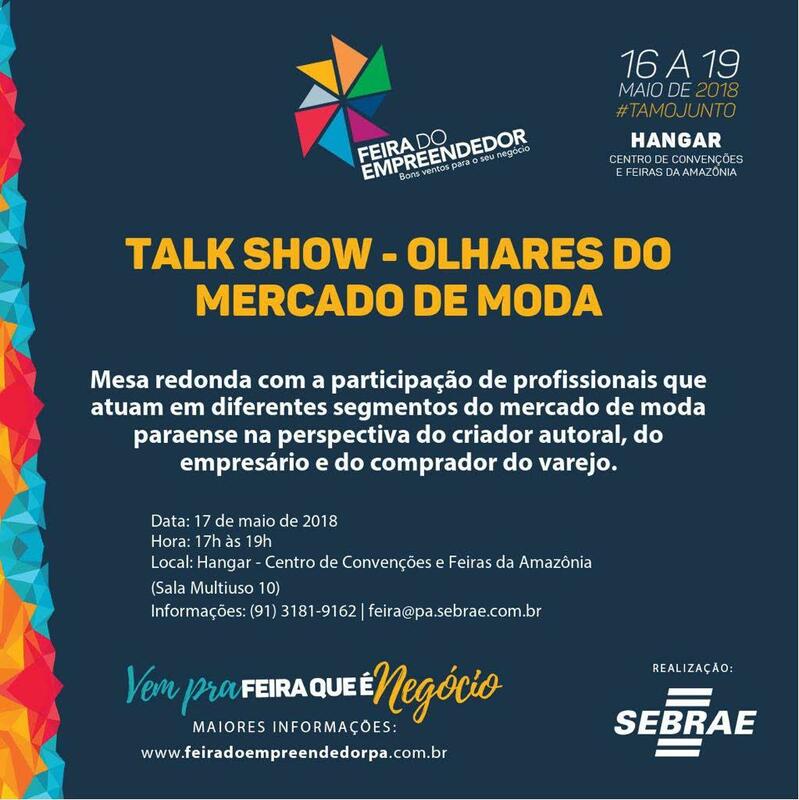 FEIRA DO
EMPREENDEDOR
Bons ventos para o seu negócio
16 A 19
MAIO DE 2018
#TAMOJUNTO
HANGAR
CENTRO DE CONVENÇÕES
E FEIRAS DA AMAZÔNIA
TALK SHOW - OLHARES DO
MERCADO DE MODA
Mesa redonda com a participação de profissionais que
atuam em diferentes segmentos do mercado de moda
paraense na perspectiva do criador autoral, do
empresário e do comprador do varejo.
Data: 17 de maio de 2018
Hora: 17h às 19h
Local: Hangar - Centro de Convenções e Feiras da Amazônia
(Sala Multiuso 10)
Informações: (91) 3181-9162 | feira@pa.sebrae.com.br
Vem pra FEIRA QUE É Negócio
MAIORES INFORMAÇÕES:
www.feiradoempreendedorpa.com.br
REALIZAÇÃO:
SEBRAE